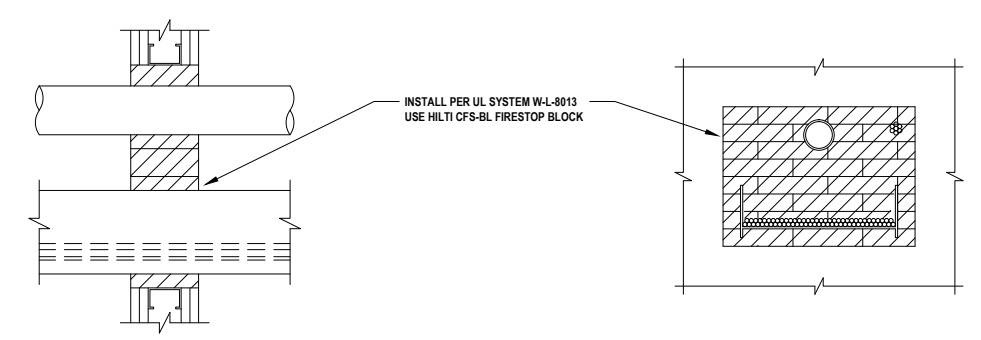 INSTALL PER UL SYSTEM W-L-8013
USE HILTI CFS-BL FIRESTOP BLOCK